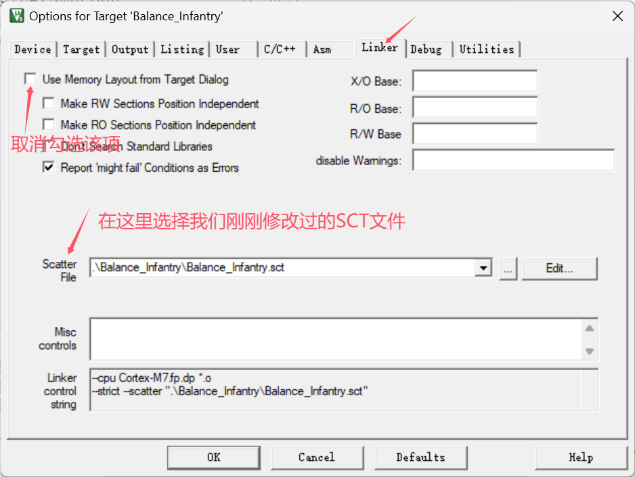 Options for Target 'Balance_Infantry'
Device Target Output Listing User C/C++ Asm Linker Debug Utilities
Use Memory Layout from Target Dialog
X/O Base:
Make RW Sections Position Independent
R/O Base:
Make RO Sections Position Independent
R/W Base
取消勾选该项
Don't Search Standard Libraries
disable Warnings:
Report 'might fail' Conditions as Errors
在这里选择我们刚刚修改过的SCT文件
Scatter
File
.\Balance_Infantry\Balance_Infantry.sct
...
Edit...
Misc
controls
Linker
control
string
--cpu Cortex-M7.fp.dp *.o
--strict --scatter ".\Balance_Infantry\Balance_Infantry.sct"
OK Cancel Defaults Help